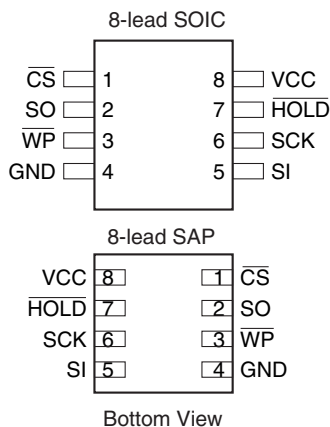 8-lead SOIC
CS 1 8 VCC
SO 2 7 HOLD
WP 3 6 SCK
GND 4 5 SI
8-lead SAP
VCC 8 1 CS
HOLD 7 2 SO
SCK 6 3 WP
SI 5 4 GND
Bottom View